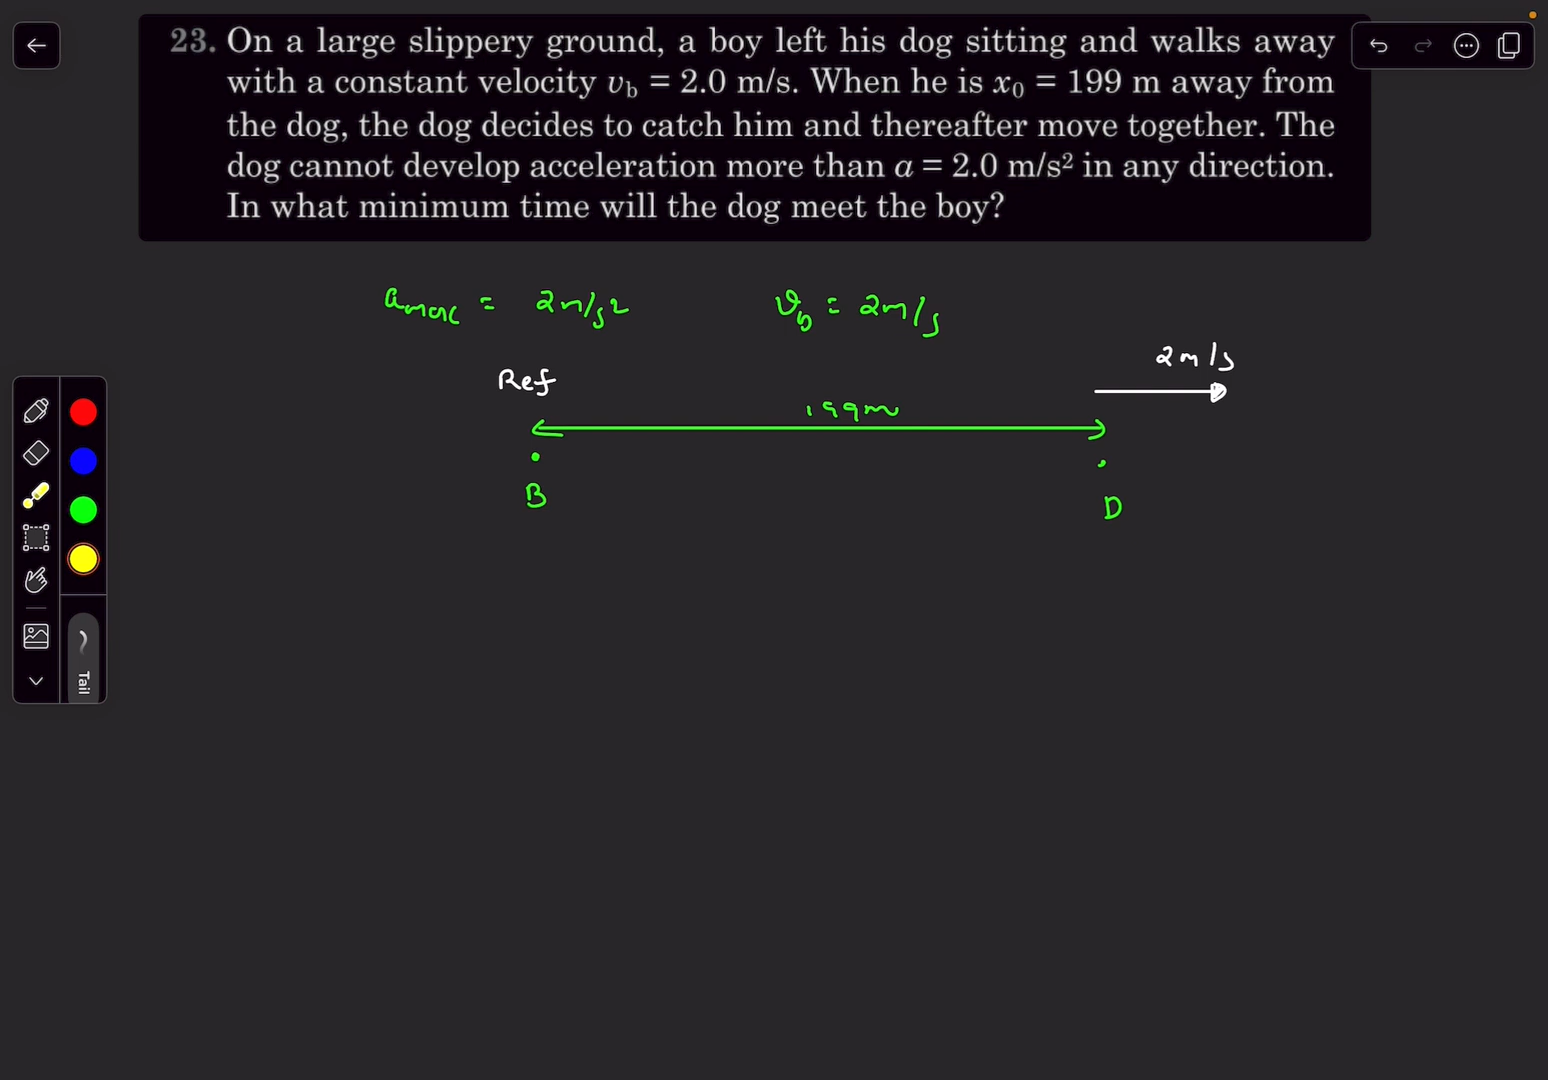 23. On a large slippery ground, a boy left his dog sitting and walks away
with a constant velocity v_b = 2.0 m/s. When he is x₀ = 199 m away from
the dog, the dog decides to catch him and thereafter move together. The
dog cannot develop acceleration more than a = 2.0 m/s² in any direction.
In what minimum time will the dog meet the boy?
a_max = 2m/s² v_b = 2m/s
2m/s
Ref
199m
B
D
Tail